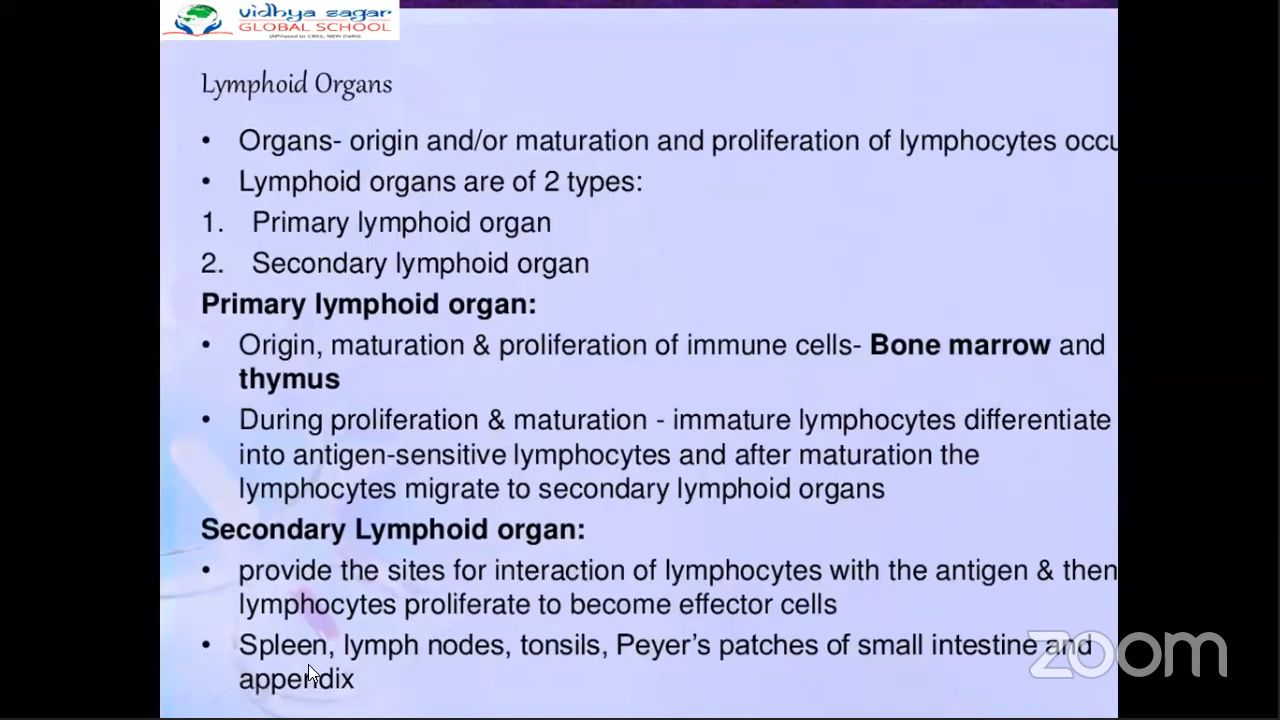 vidhya sagar
GLOBAL SCHOOL
(Affiliated to CBSE, NEW Delhi)
Lymphoid Organs
• Organs- origin and/or maturation and proliferation of lymphocytes occu
• Lymphoid organs are of 2 types:
1. Primary lymphoid organ
2. Secondary lymphoid organ
Primary lymphoid organ:
• Origin, maturation & proliferation of immune cells- Bone marrow and
thymus
• During proliferation & maturation - immature lymphocytes differentiate
into antigen-sensitive lymphocytes and after maturation the
lymphocytes migrate to secondary lymphoid organs
Secondary Lymphoid organ:
• provide the sites for interaction of lymphocytes with the antigen & then
lymphocytes proliferate to become effector cells
• Spleen, lymph nodes, tonsils, Peyer's patches of small intestine and
appendix
zoom